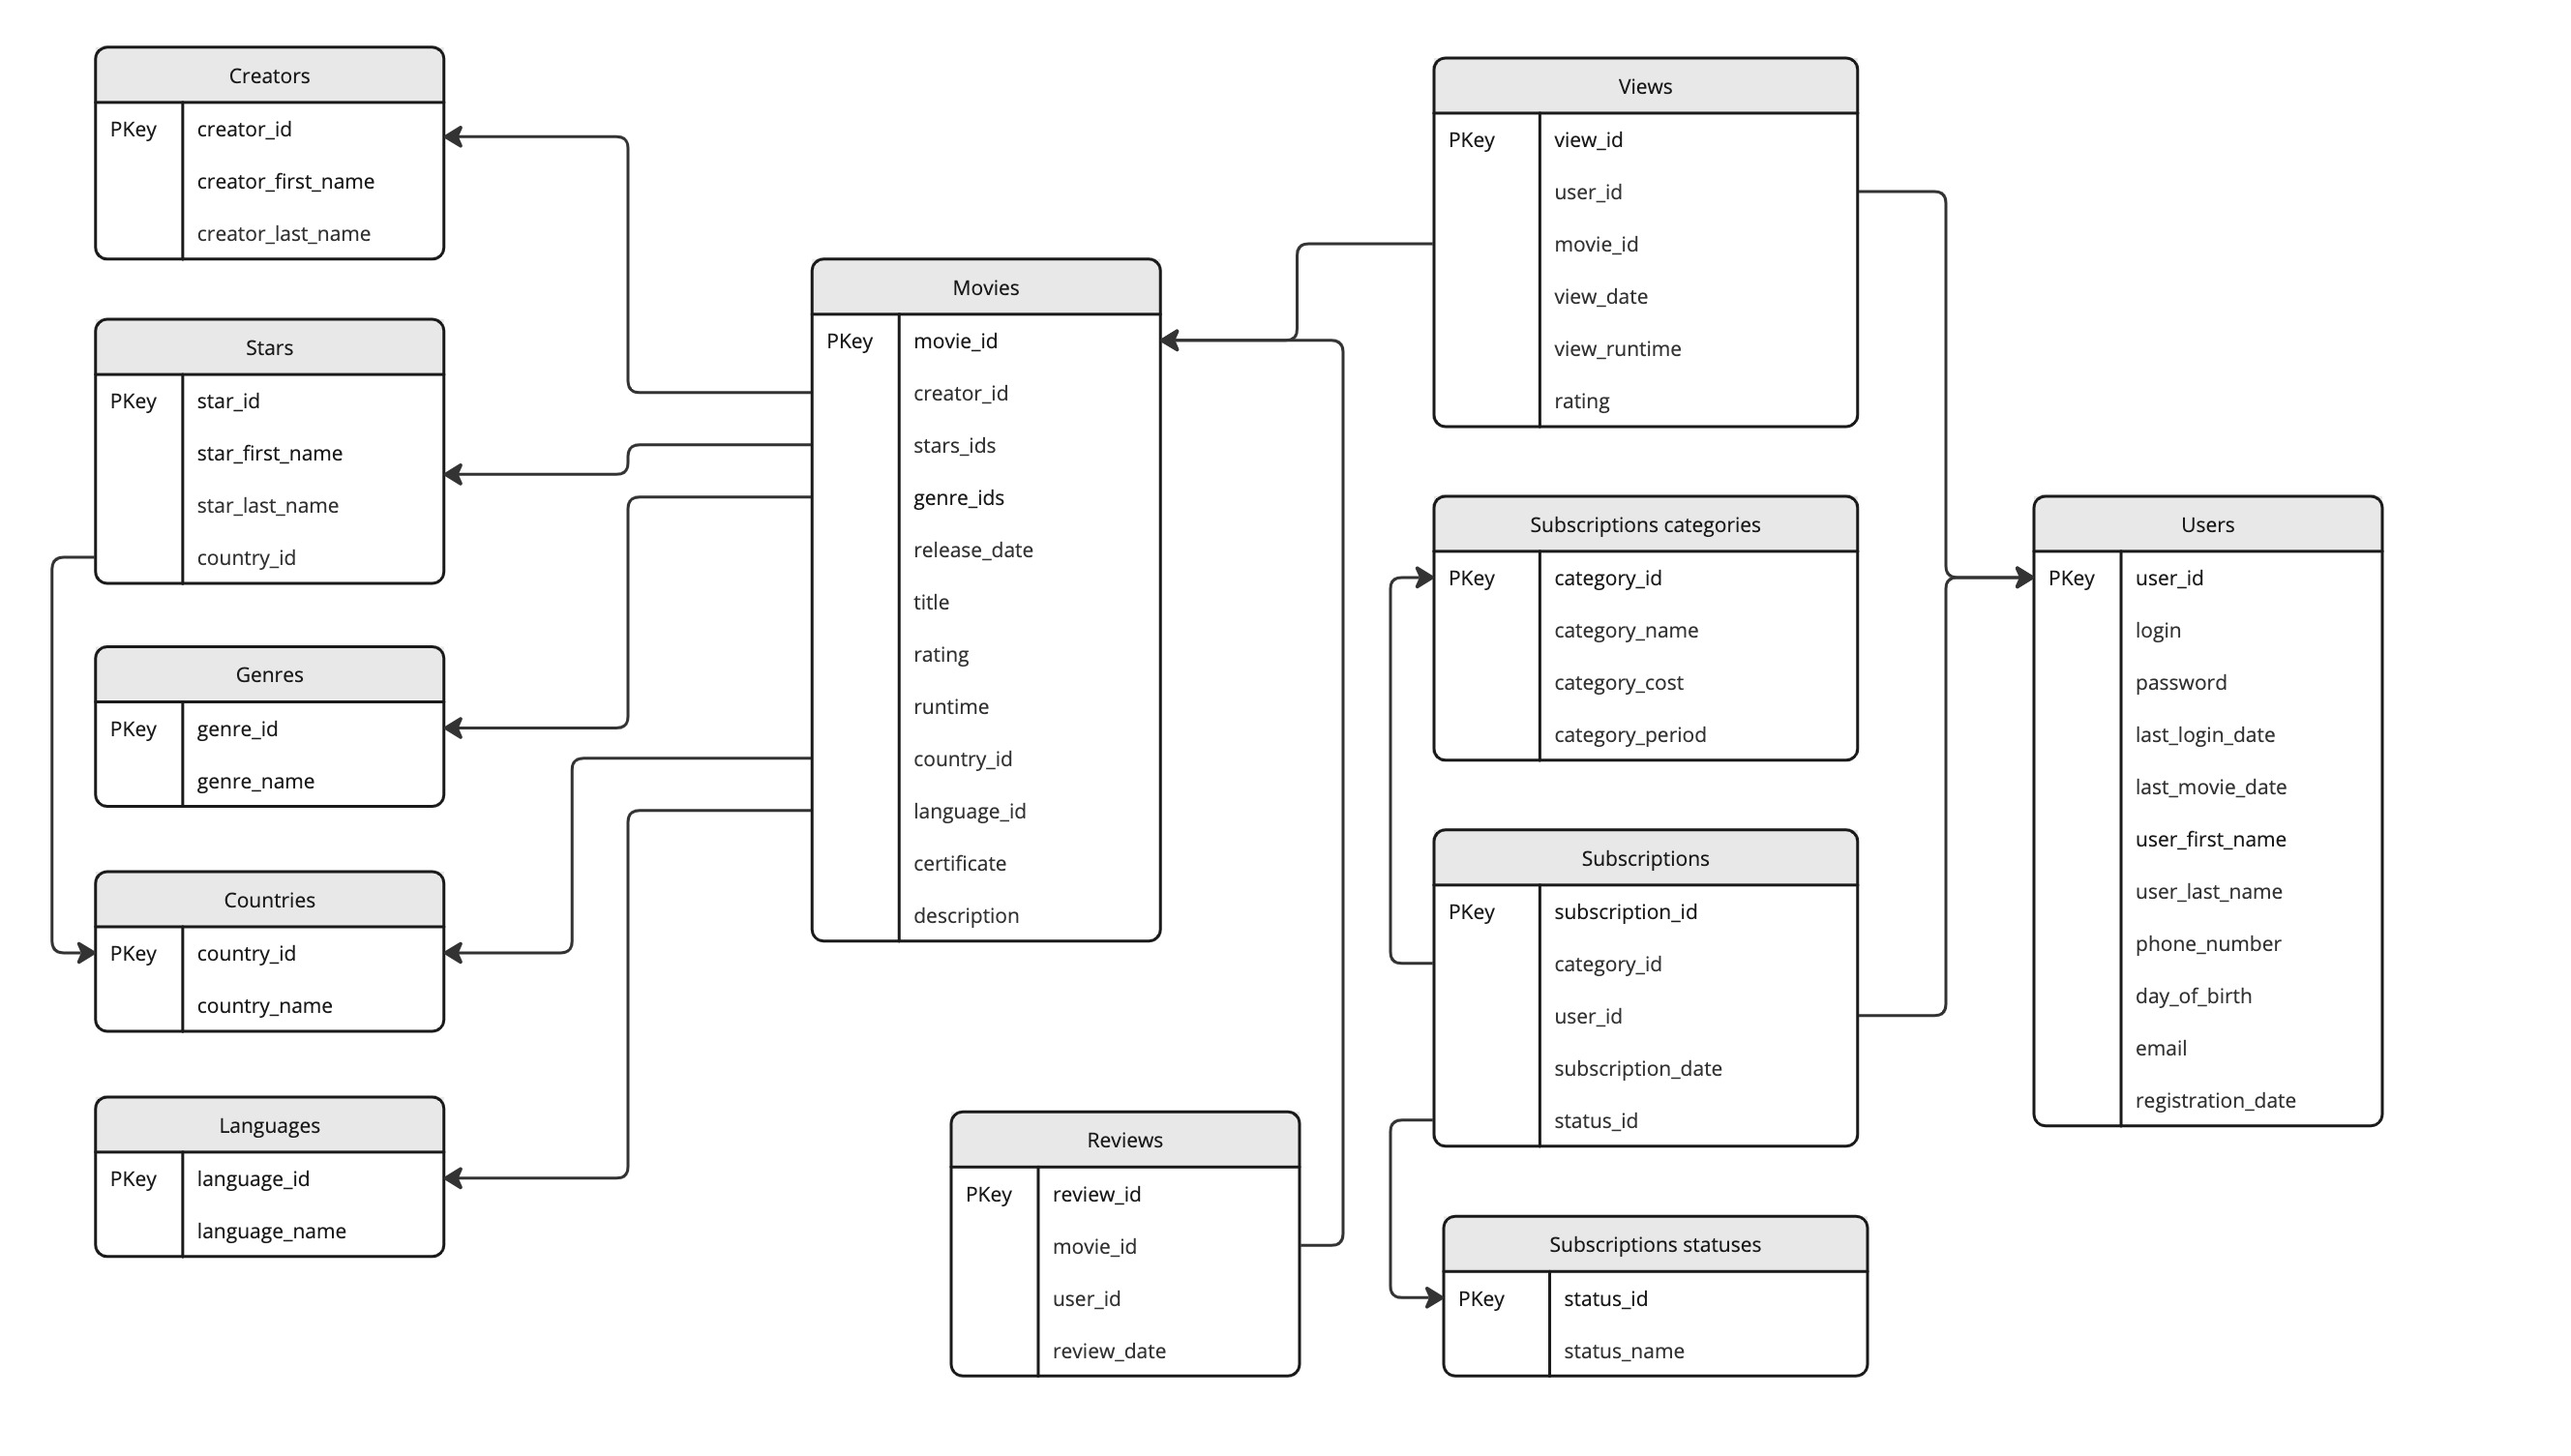 Creators
PKey creator_id
creator_first_name
creator_last_name
Stars
PKey star_id
star_first_name
star_last_name
country_id
Genres
PKey genre_id
genre_name
Countries
PKey country_id
country_name
Languages
PKey language_id
language_name
Movies
PKey movie_id
creator_id
stars_ids
genre_ids
release_date
title
rating
runtime
country_id
language_id
certificate
description
Reviews
PKey review_id
movie_id
user_id
review_date
Views
PKey view_id
user_id
movie_id
view_date
view_runtime
rating
Subscriptions categories
PKey category_id
category_name
category_cost
category_period
Subscriptions
PKey subscription_id
category_id
user_id
subscription_date
status_id
Subscriptions statuses
PKey status_id
status_name
Users
PKey user_id
login
password
last_login_date
last_movie_date
user_first_name
user_last_name
phone_number
day_of_birth
email
registration_date